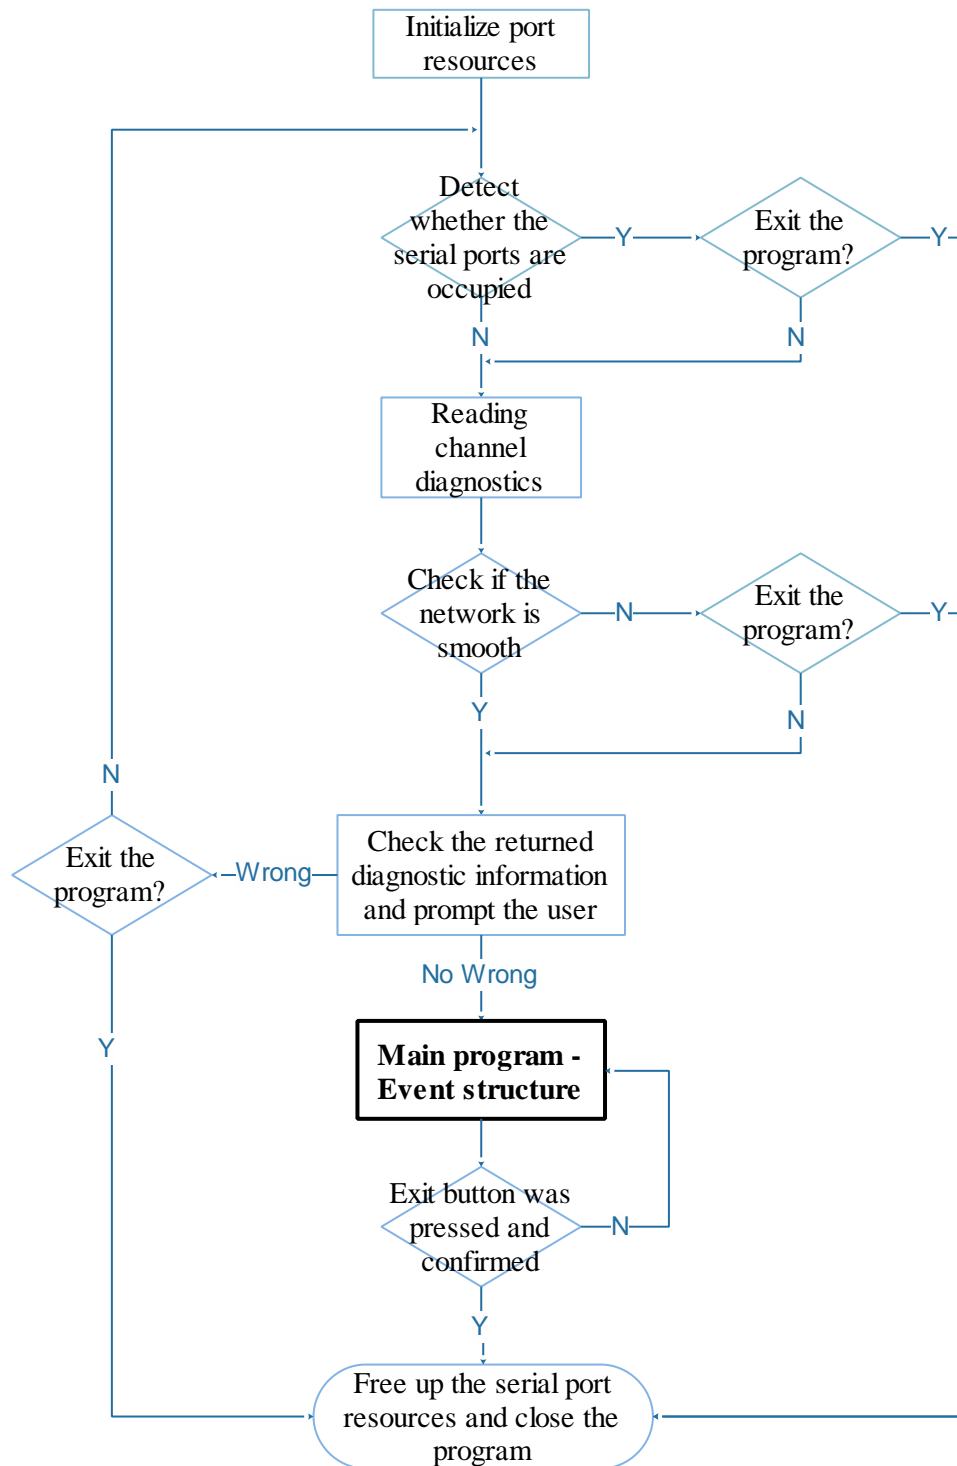 Initialize port
resources
Detect
whether the
serial ports are
occupied
Y
Exit the
program?
Y
N
N
Reading
channel
diagnostics
Check if the
network is
smooth
N
Exit the
program?
Y
Y
N
N
Exit the
program?
Wrong
Check the returned
diagnostic information
and prompt the user
No Wrong
Y
Main program -
Event structure
Exit button was
pressed and
confirmed
N
Y
Free up the serial port
resources and close the
program